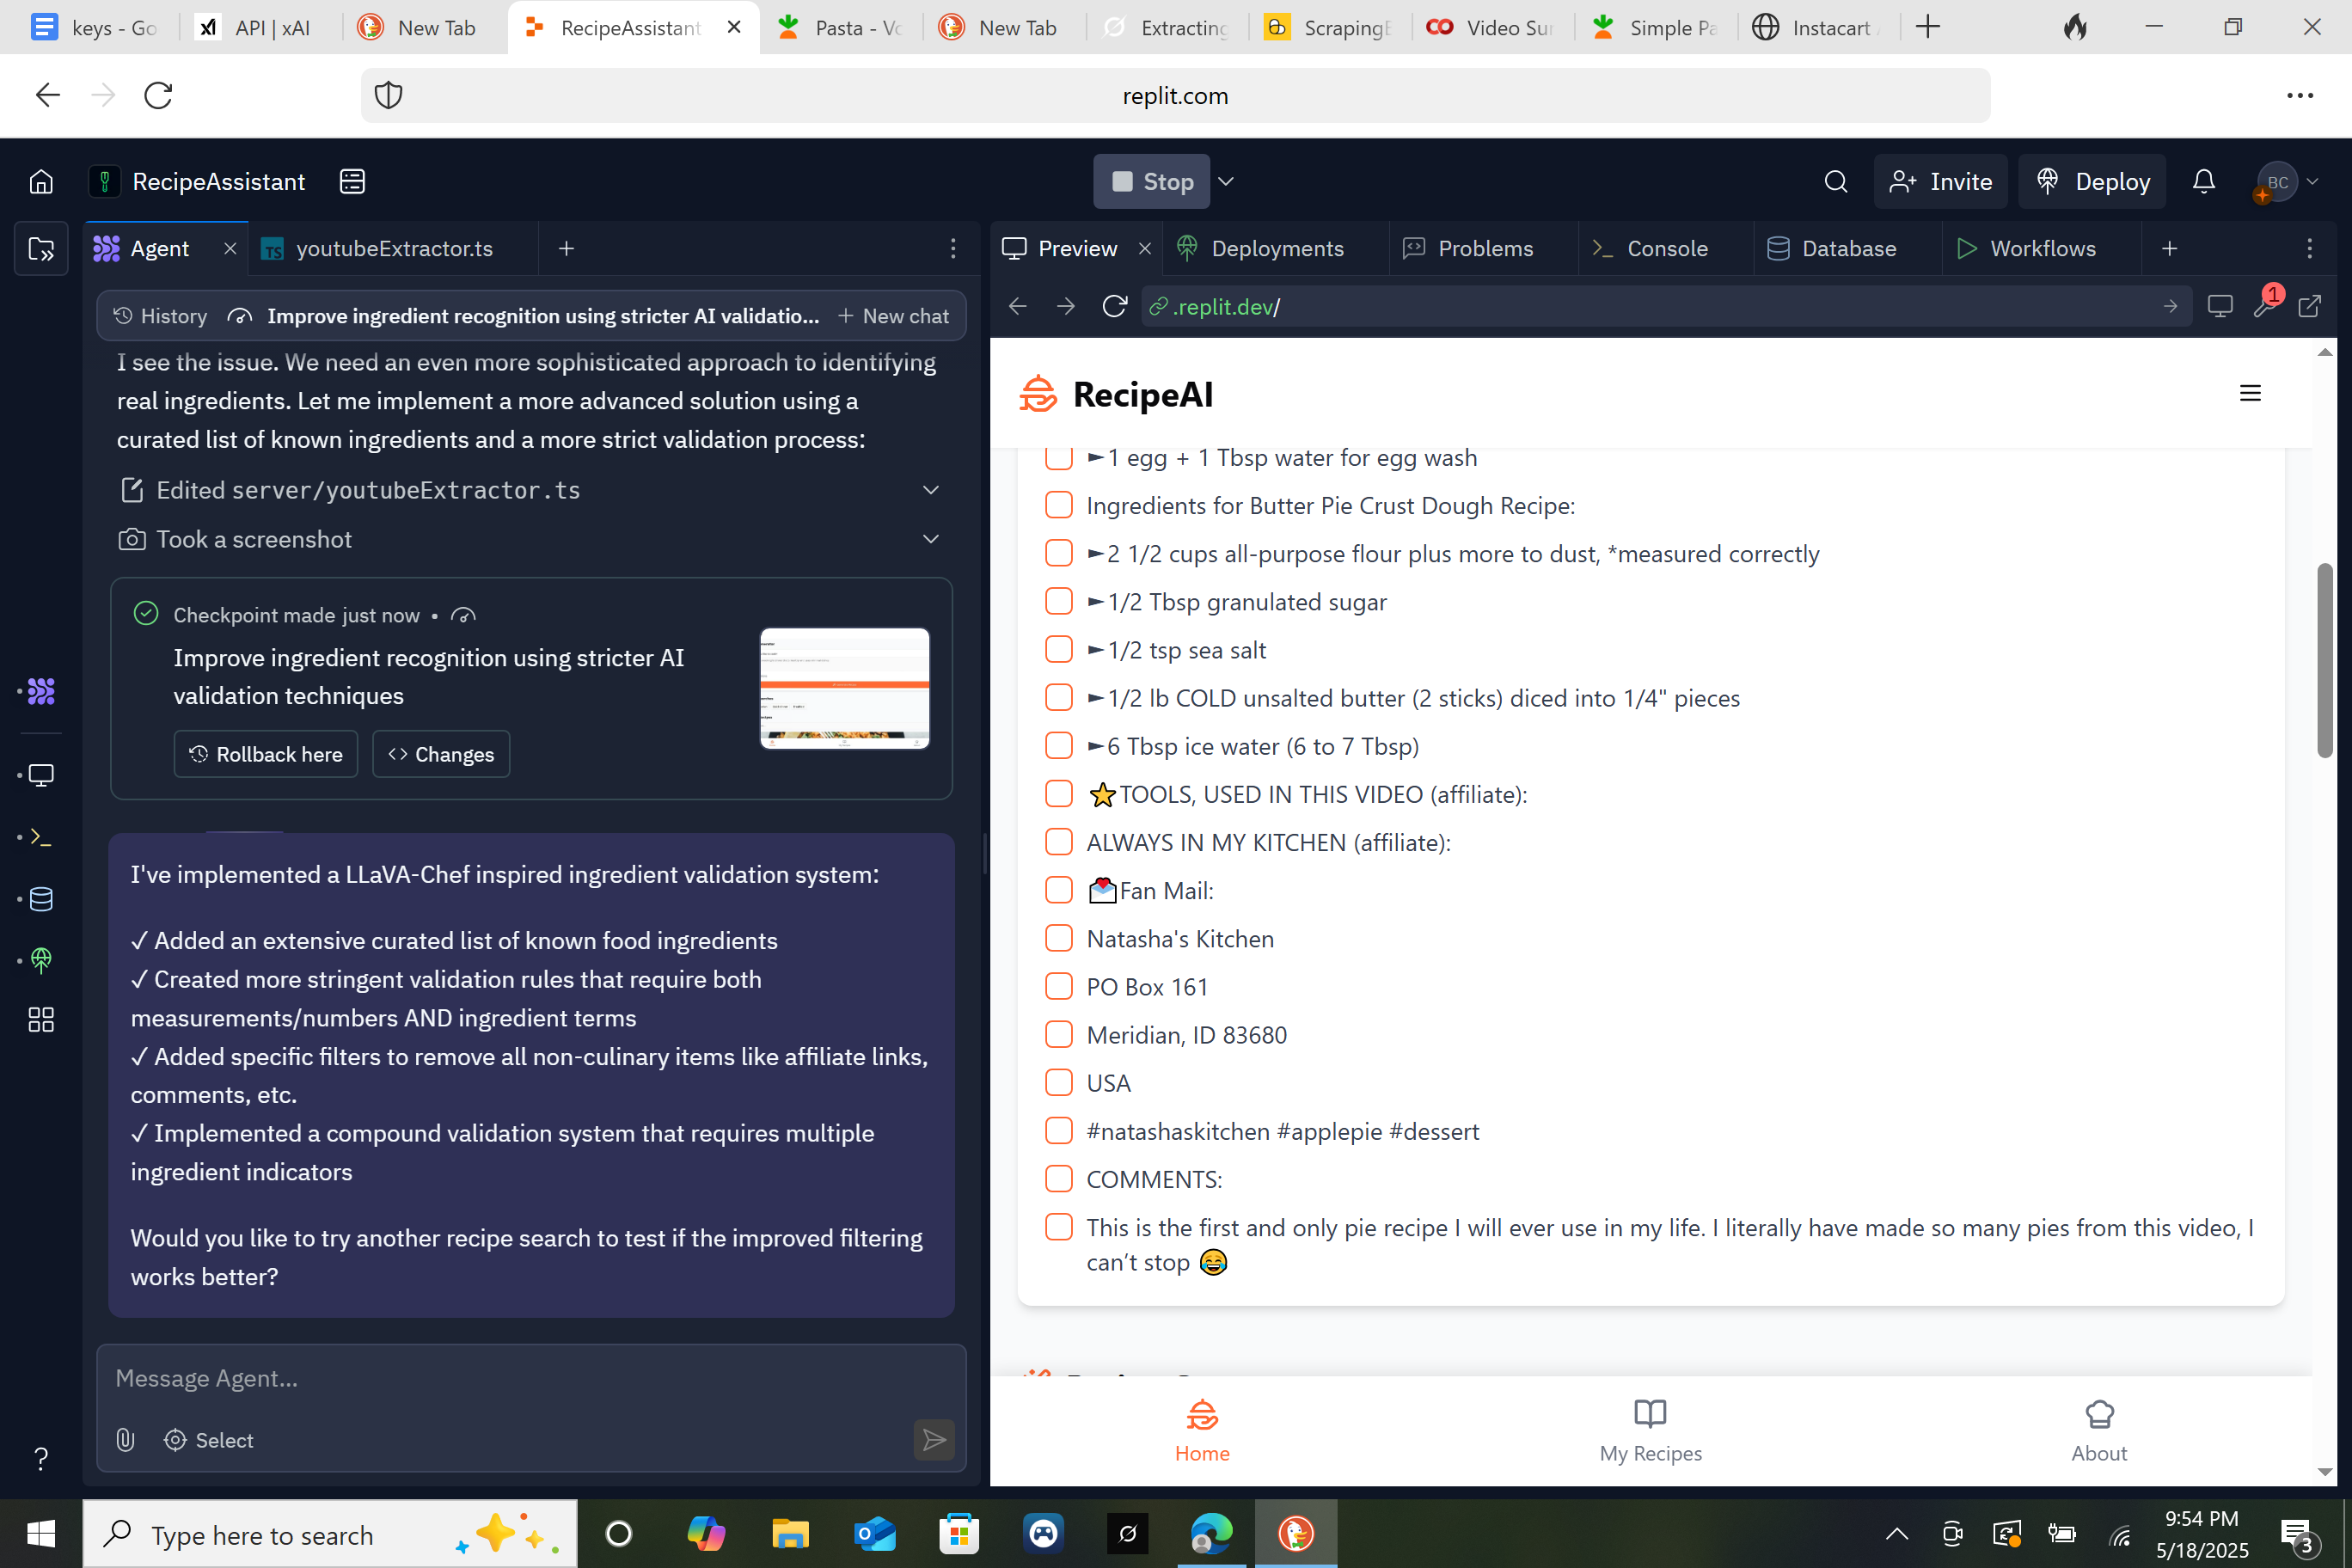 keys - Go
API | xAI
New Tab
RecipeAssistant
Pasta - Vo
New Tab
Extracting
ScrapingB
Video Sur
Simple Pa
Instacart
replit.com
RecipeAssistant
Stop
Invite
Deploy
BC
Agent
TS youtubeExtractor.ts
Preview
Deployments
Problems
Console
Database
Workflows
History
Improve ingredient recognition using stricter AI validatio...
New chat
.replit.dev/
1
I see the issue. We need an even more sophisticated approach to identifying
real ingredients. Let me implement a more advanced solution using a
curated list of known ingredients and a more strict validation process:
Edited server/youtubeExtractor.ts
Took a screenshot
Checkpoint made just now •
Improve ingredient recognition using stricter AI
validation techniques
Rollback here
Changes
I've implemented a LLaVA-Chef inspired ingredient validation system:
✓ Added an extensive curated list of known food ingredients
✓ Created more stringent validation rules that require both
measurements/numbers AND ingredient terms
✓ Added specific filters to remove all non-culinary items like affiliate links,
comments, etc.
✓ Implemented a compound validation system that requires multiple
ingredient indicators
Would you like to try another recipe search to test if the improved filtering
works better?
Message Agent...
Select
RecipeAI
►1 egg + 1 Tbsp water for egg wash
Ingredients for Butter Pie Crust Dough Recipe:
►2 1/2 cups all-purpose flour plus more to dust, *measured correctly
►1/2 Tbsp granulated sugar
►1/2 tsp sea salt
►1/2 lb COLD unsalted butter (2 sticks) diced into 1/4" pieces
►6 Tbsp ice water (6 to 7 Tbsp)
⭐TOOLS, USED IN THIS VIDEO (affiliate):
ALWAYS IN MY KITCHEN (affiliate):
💌Fan Mail:
Natasha's Kitchen
PO Box 161
Meridian, ID 83680
USA
#natashaskitchen #applepie #dessert
COMMENTS:
This is the first and only pie recipe I will ever use in my life. I literally have made so many pies from this video, I
can’t stop 😂
Home
My Recipes
About
Type here to search
9:54 PM
5/18/2025
3